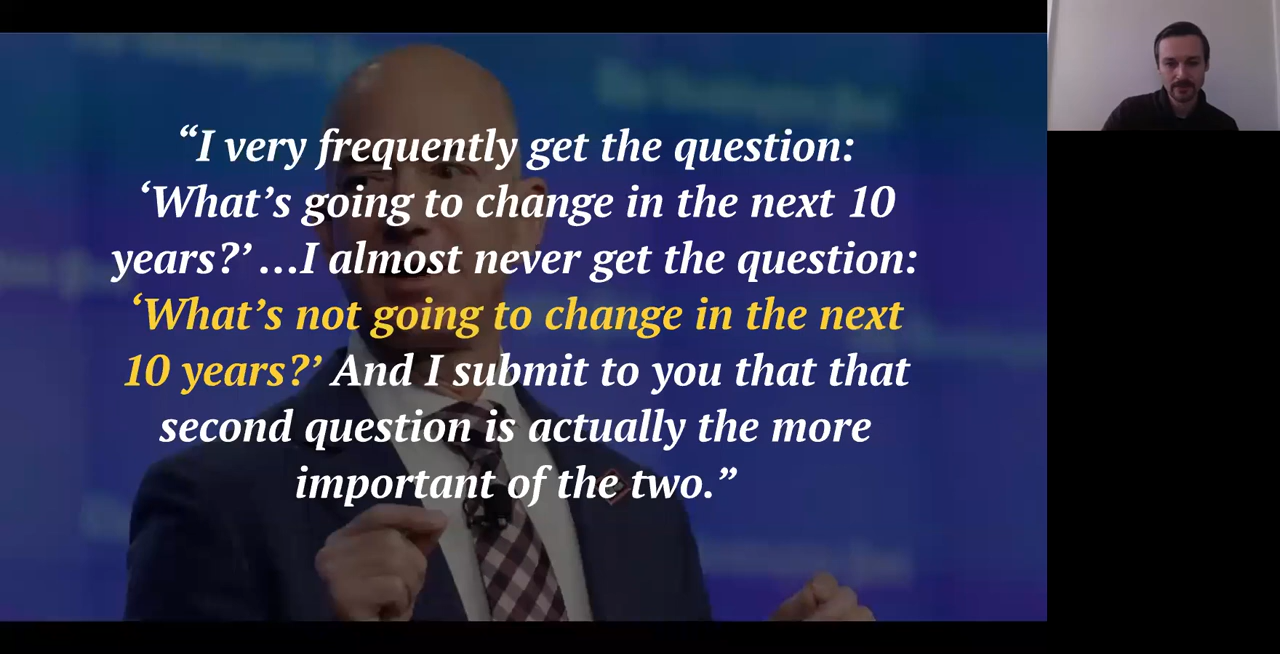 “I very frequently get the question:
‘What’s going to change in the next 10
years?’ ...I almost never get the question:
‘What’s not going to change in the next
10 years?’ And I submit to you that that
second question is actually the more
important of the two.”